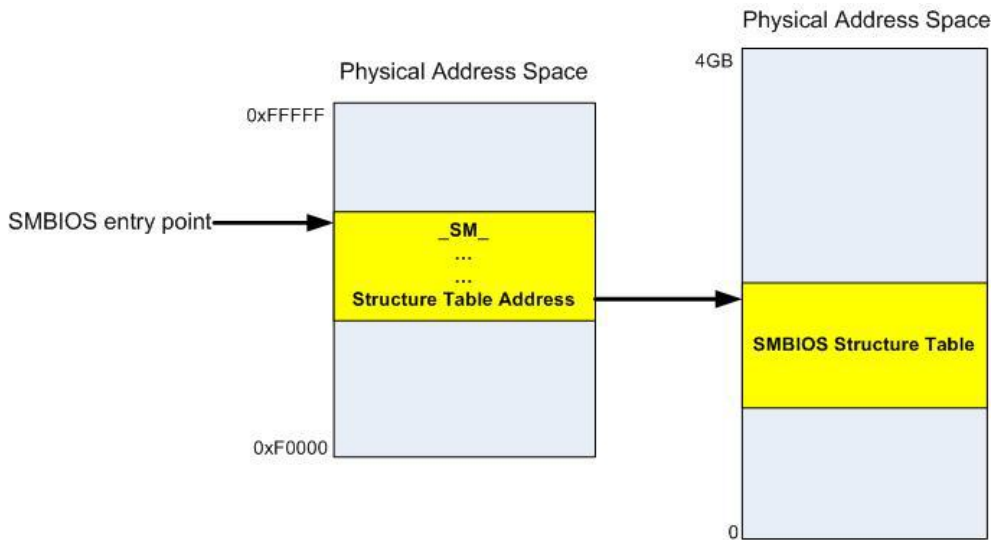 Physical Address Space
4GB
Physical Address Space
0xFFFFF
SMBIOS entry point
_SM_
...
...
Structure Table Address
SMBIOS Structure Table
0xF0000
0